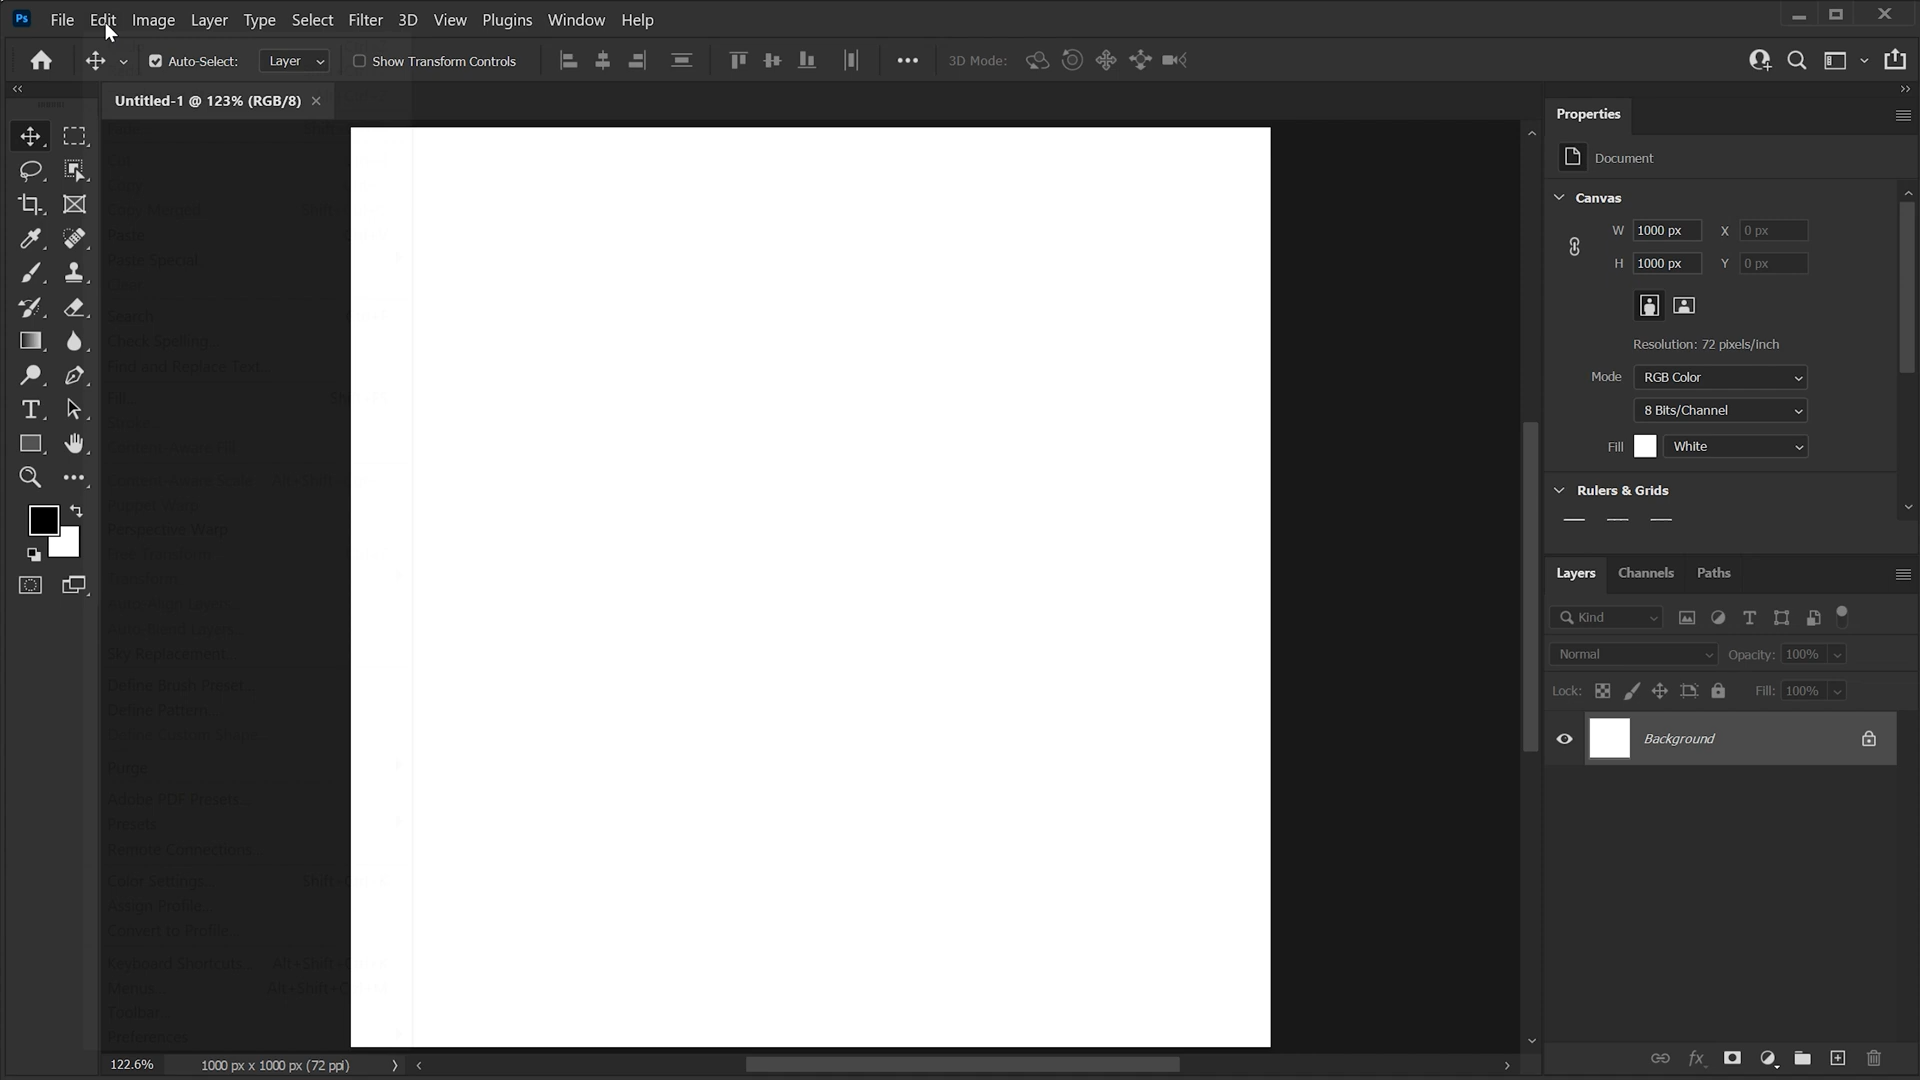 Ps File Edit Image Layer Type Select Filter 3D View Plugins Window Help
Auto-Select: Layer Show Transform Controls 3D Mode:
Untitled-1 @ 123% (RGB/8)
Copy Merged Shift
Paste
Paste Special
Clear
Search
Check Spelling...
Find and Replace Text...
Fill...
Stroke...
Content-Aware Fill...
Content-Aware Scale Alt+Shift+
Puppet Warp
Perspective Warp
Free Transform
Transform
Auto-Align Layers...
Auto-Blend Layers...
Sky Replacement...
Define Brush Preset...
Define Pattern...
Define Custom Shape...
Purge
Adobe PDF Presets...
Presets
Remote Connections...
Color Settings...
Assign Profile...
Convert to Profile...
Keyboard Shortcuts...
Menus...
Toolbar...
Preferences
122.6% 1000 px x 1000 px (72 ppi)
Properties
Document
Canvas
W 1000 px X 0 px
H 1000 px Y 0 px
Resolution: 72 pixels/inch
Mode RGB Color
8 Bits/Channel
Fill White
Rulers & Grids
Layers Channels Paths
Kind
Normal Opacity: 100%
Lock: Fill: 100%
Background
fx